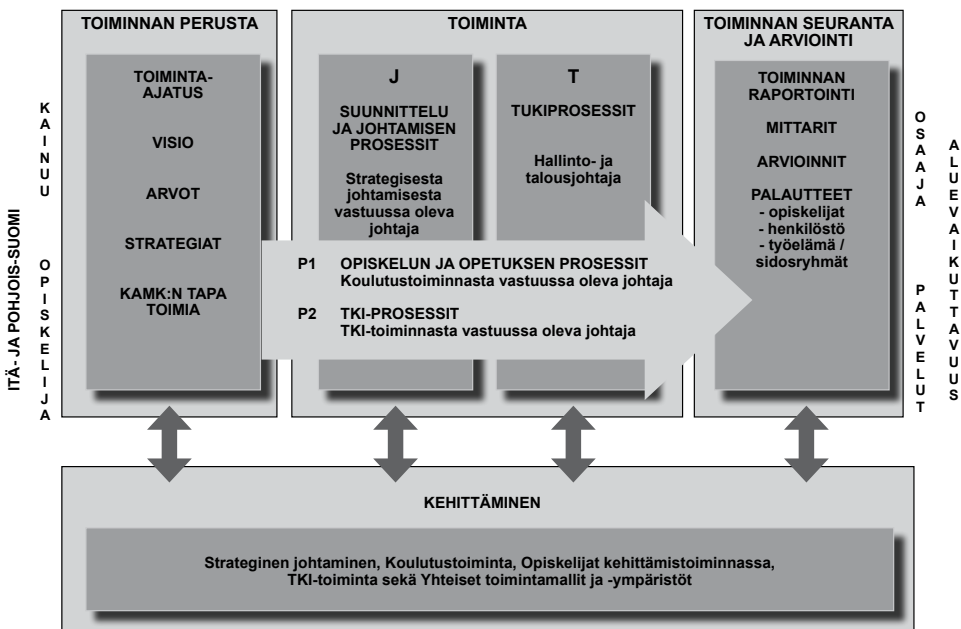 ITÄ- JA POHJOIS-SUOMI
KAINUU
OPISKELIJA
TOIMINNAN PERUSTA
TOIMINTA-
AJATUS
VISIO
ARVOT
STRATEGIAT
KAMK:N TAPA
TOIMIA
TOIMINTA
J
SUUNNITTELU
JA JOHTAMISEN
PROSESSIT
Strategisesta
johtamisesta
vastuussa oleva
johtaja
T
TUKIPROSESSIT
Hallinto- ja
talousjohtaja
P1 OPISKELUN JA OPETUKSEN PROSESSIT
Koulutustoiminnasta vastuussa oleva johtaja
P2 TKI-PROSESSIT
TKI-toiminnasta vastuussa oleva johtaja
TOIMINNAN SEURANTA
JA ARVIOINTI
TOIMINNAN
RAPORTOINTI
MITTARIT
ARVIOINNIT
PALAUTTEET
- opiskelijat
- henkilöstö
- työelämä /
sidosryhmät
OSAAJA
PALVELUT
ALUEVAIKUTTAVUUS
KEHITTÄMINEN
Strateginen johtaminen, Koulutustoiminta, Opiskelijat kehittämistoiminnassa,
TKI-toiminta sekä Yhteiset toimintamallit ja -ympäristöt